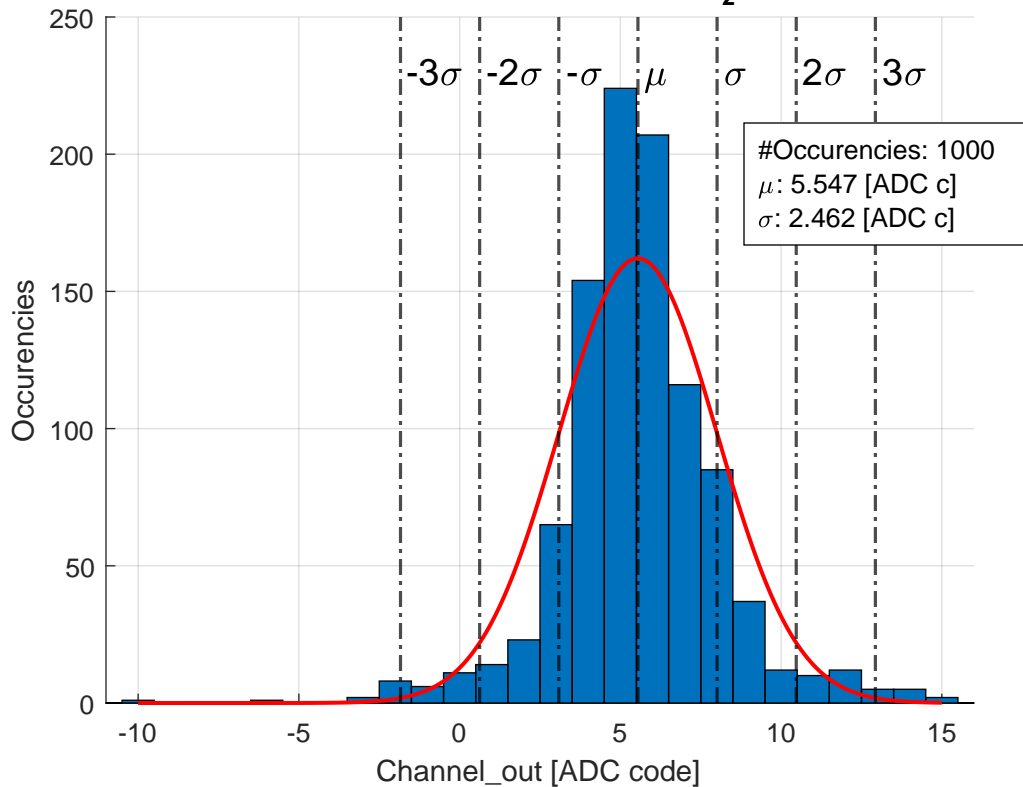 2
250
-3σ -2σ -σ μ σ 2σ 3σ
200
#Occurencies: 1000
μ: 5.547 [ADC c]
σ: 2.462 [ADC c]
150
100
50
0
Occurencies
-10 -5 0 5 10 15
Channel_out [ADC code]